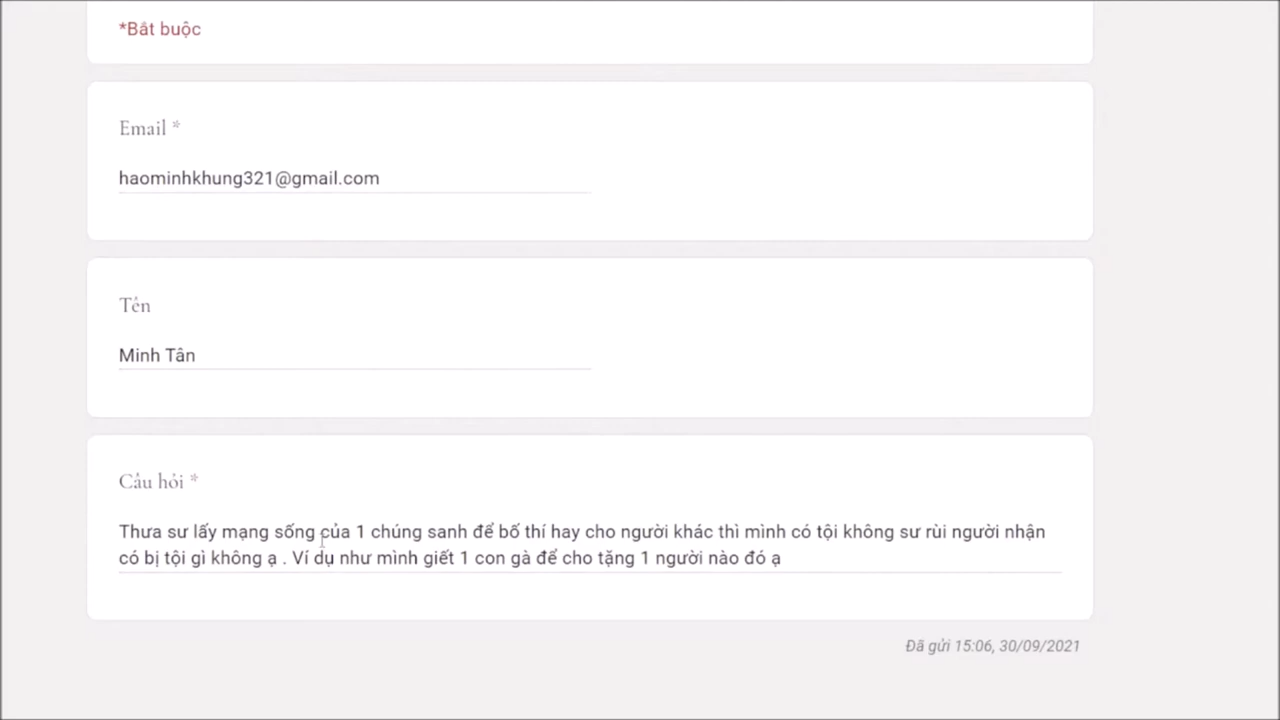 *Bắt buộc
Email *
haominhkhung321@gmail.com
Tên
Minh Tân
Câu hỏi *
Thưa sư lấy mạng sống của 1 chúng sanh để bố thí hay cho người khác thì mình có tội không sư rùi người nhận
có bị tội gì không ạ . Ví dụ như mình giết 1 con gà để cho tặng 1 người nào đó ạ
Đã gửi 15:06, 30/09/2021